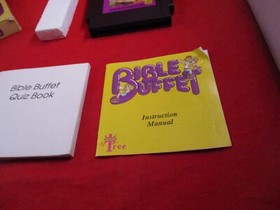 Bible Buffet
Quiz Book
BIBLE
BUFFET
Instruction
Manual
Tree